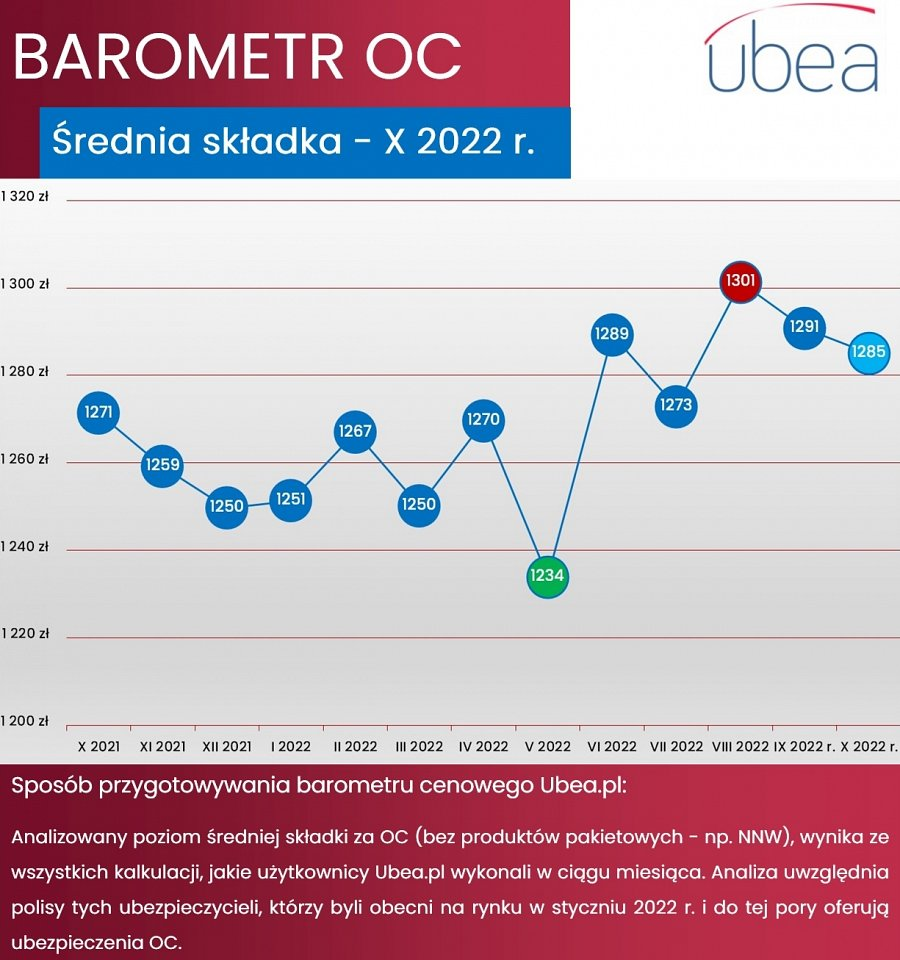 BAROMETR OC
ubea
Średnia składka - X 2022 r.
1 320 zł
1 300 zł
1 280 zł
1 260 zł
1 240 zł
1 220 zł
1 200 zł
1271
1259
1250
1251
1267
1250
1270
1234
1289
1273
1301
1291
1285
X 2021 XI 2021 XII 2021 I 2022 II 2022 III 2022 IV 2022 V 2022 VI 2022 VII 2022 VIII 2022 IX 2022 r. X 2022 r.
Sposób przygotowywania barometru cenowego Ubea.pl:
Analizowany poziom średniej składki za OC (bez produktów pakietowych - np. NNW), wynika ze
wszystkich kalkulacji, jakie użytkownicy Ubea.pl wykonali w ciągu miesiąca. Analiza uwzględnia
polisy tych ubezpieczycieli, którzy byli obecni na rynku w styczniu 2022 r. i do tej pory oferują
ubezpieczenia OC.